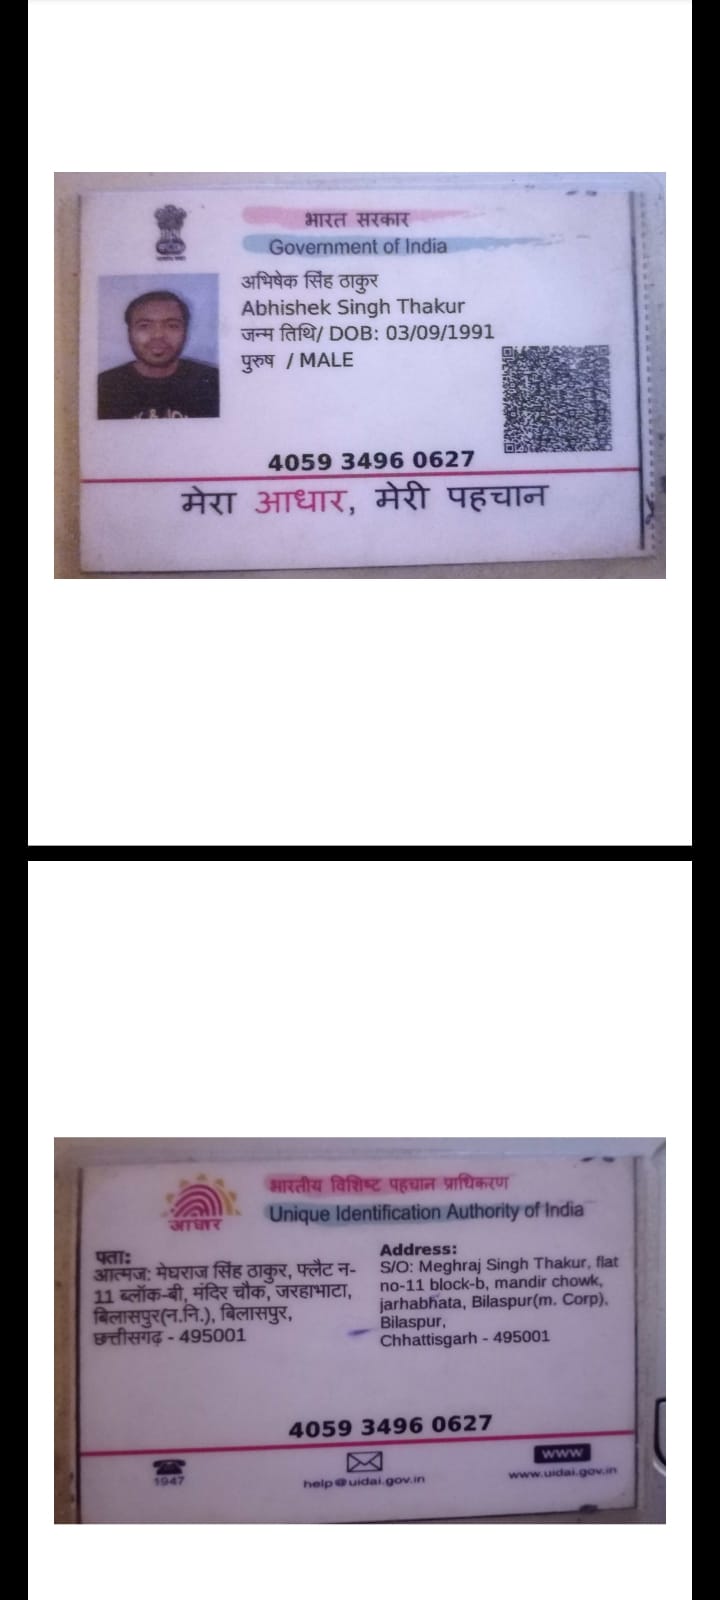 भारत सरकार
Government of India
अभिषेक सिंह ठाकुर
Abhishek Singh Thakur
जन्म तिथि/ DOB: 03/09/1991
पुरुष / MALE
4059 3496 0627
मेरा आधार, मेरी पहचान
भारतीय विशिष्ट पहचान प्राधिकरण
Unique Identification Authority of India
आधार
पता:
आत्मज: मेघराज सिंह ठाकुर, फ्लैट न-
11 ब्लॉक-बी, मंदिर चौक, जरहाभाटा,
बिलासपुर(न.नि.), बिलासपुर,
छत्तीसगढ़ - 495001
Address:
S/O: Meghraj Singh Thakur, flat
no-11 block-b, mandir chowk,
jarhabhata, Bilaspur(m. Corp),
Bilaspur,
Chhattisgarh - 495001
4059 3496 0627
1947
help@uidai.gov.in
www
www.uidai.gov.in